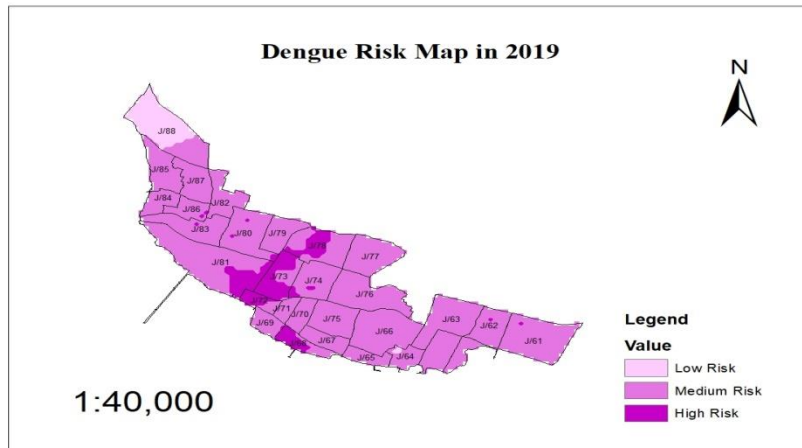 Dengue Risk Map in 2019
N
J/88
J/85
J/87
J/84
J/82
J/86
J/83
J/80
J/79
J/78
J/77
J/81
J/73
J/74
J/76
J/72
J/71
J/69
J/70
J/75
J/66
J/63
J/62
J/61
J/68
J/67
J/65
J/64
Legend
Value
Low Risk
Medium Risk
High Risk
1:40,000